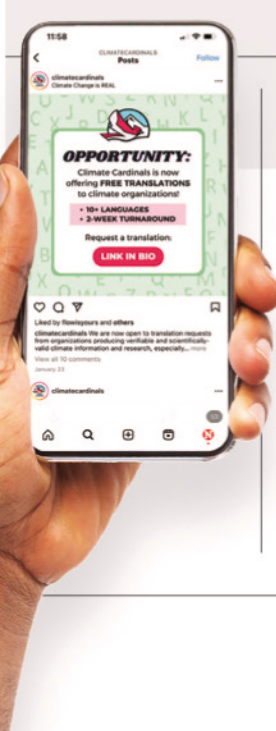 11:58
CLIMATECARDINALS
Posts
Follow
climatecardinals
Climate Change is REAL
OPPORTUNITY:
Climate Cardinals is now
offering FREE TRANSLATIONS
to climate organizations!
• 10+ LANGUAGES
• 2-WEEK TURNAROUND
Request a translation:
LINK IN BIO
Liked by flowisyours and others
climatecardinals We are now open to translation requests
from organizations producing verifiable and scientifically-
valid climate information and research, especially... more
View all 10 comments
January 23
climatecardinals